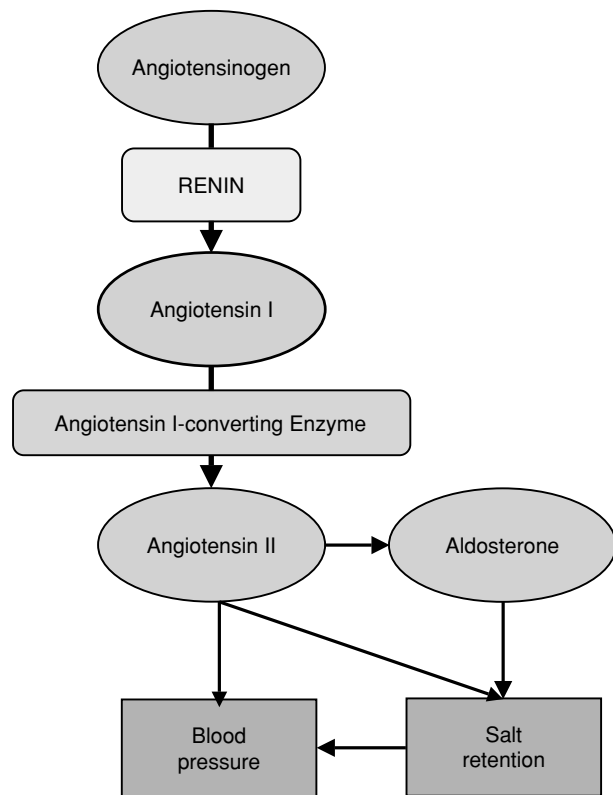 Angiotensinogen
RENIN
Angiotensin I
Angiotensin I-converting Enzyme
Angiotensin II
Aldosterone
Blood
pressure
Salt
retention